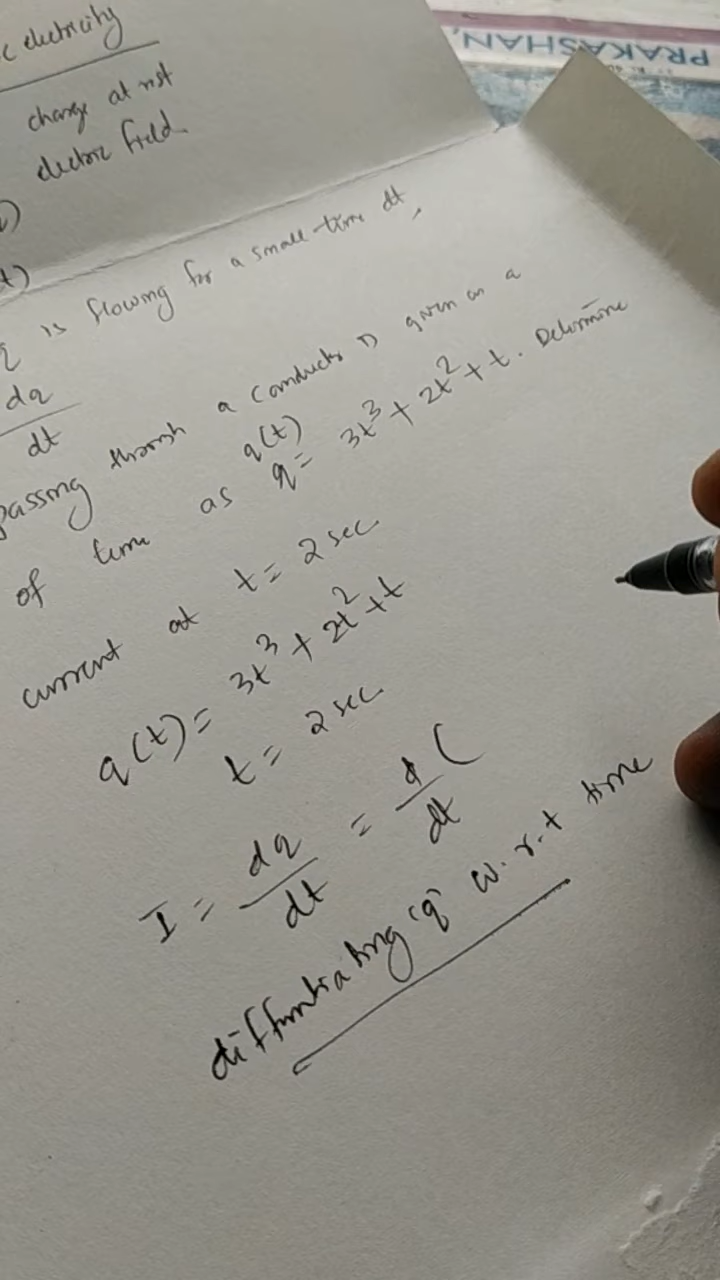 PRAKASHAN,
c electricity
charge at rest
electric field
q is flowing for a small time dt,
dq
dt
passing through a conductor is given as a
of time as q(t) q = 3t³ + 2t² + t. Determine
current at t = 2 sec
q(t) = 3t³ + 2t² + t
t = 2 sec
I = dq/dt = d/dt (
differentiating 'q' w.r.t time